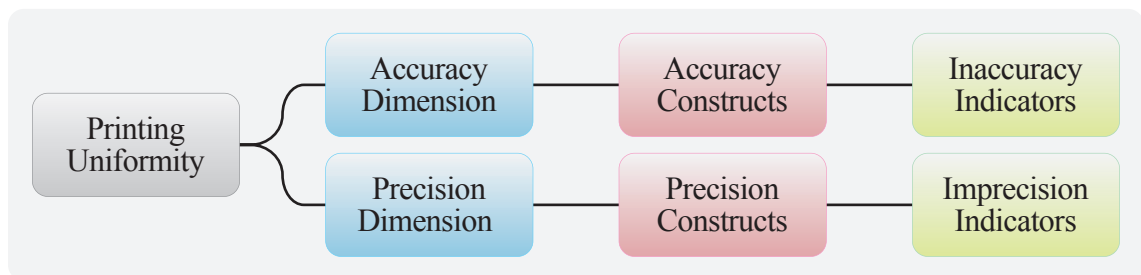 Printing
Uniformity
Accuracy
Dimension
Accuracy
Constructs
Inaccuracy
Indicators
Precision
Dimension
Precision
Constructs
Imprecision
Indicators